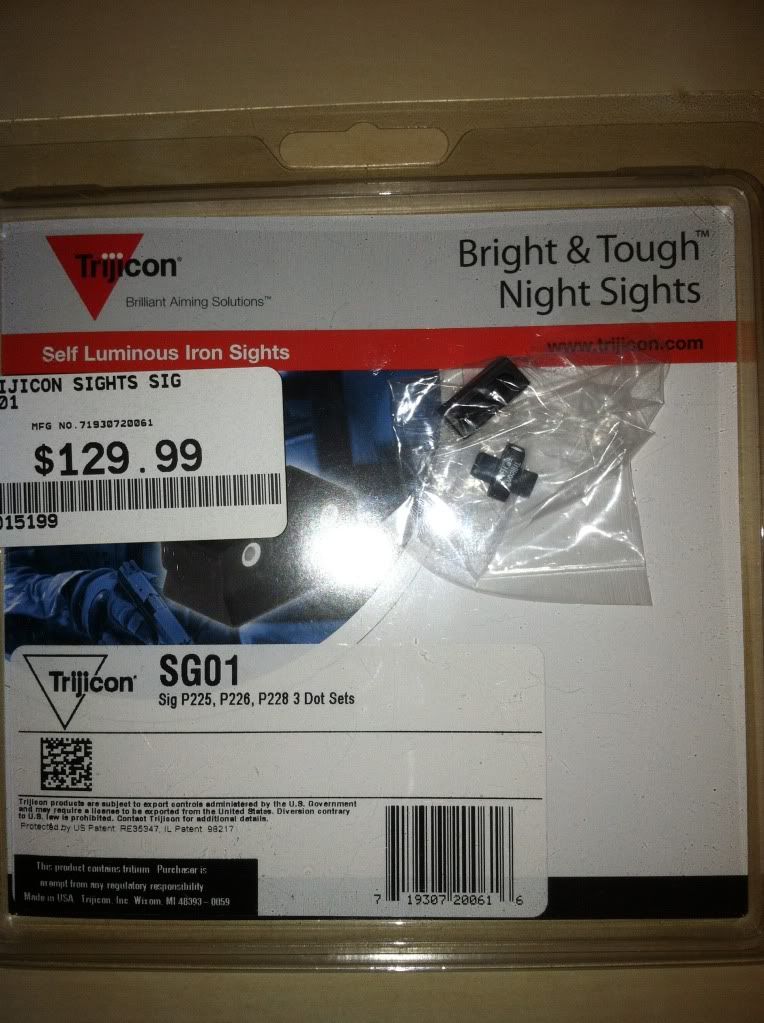 Trijicon®
Brilliant Aiming Solutions™
Bright & Tough™
Night Sights
Self Luminous Iron Sights
www.trijicon.com
IJICON SIGHTS SIG
01
MFG NO.71930720061
$129.99
015199
Trijicon®
SG01
Sig P225, P226, P228 3 Dot Sets
Trijicon products are subject to export controls administered by the U.S. Government
and may require a license to be exported from the United States. Diversion contrary
to U.S. law is prohibited. Contact Trijicon for additional details.
Protected by US Patent RE35347, IL Patent 98217
This product contains tritium Purchaser is
exempt from any regulatory responsibility
Made in USA Trijicon, Inc Wixom, MI 48393 - 0059
7 19307 20061 6